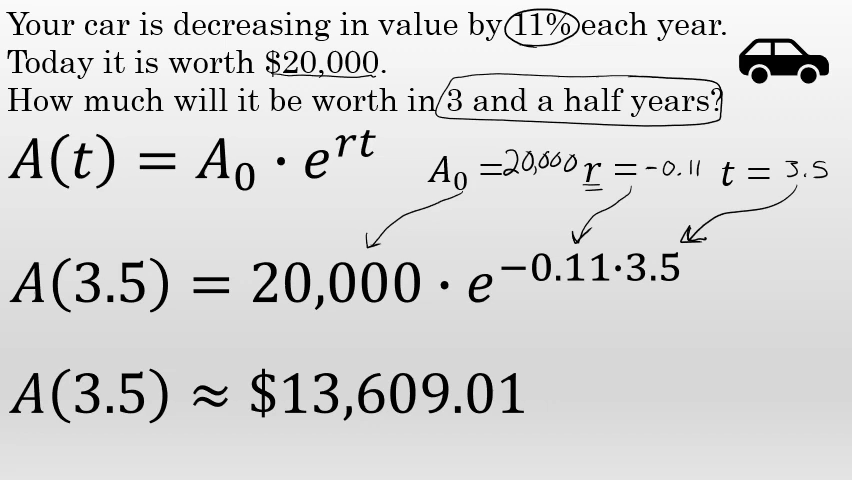 Your car is decreasing in value by 11% each year.
Today it is worth $20,000.
How much will it be worth in 3 and a half years?
A(t) = A₀ · e^{rt}
A₀ = 20,000 r = -0.11 t = 3.5
A(3.5) = 20,000 · e^{−0.11·3.5}
A(3.5) ≈ $13,609.01